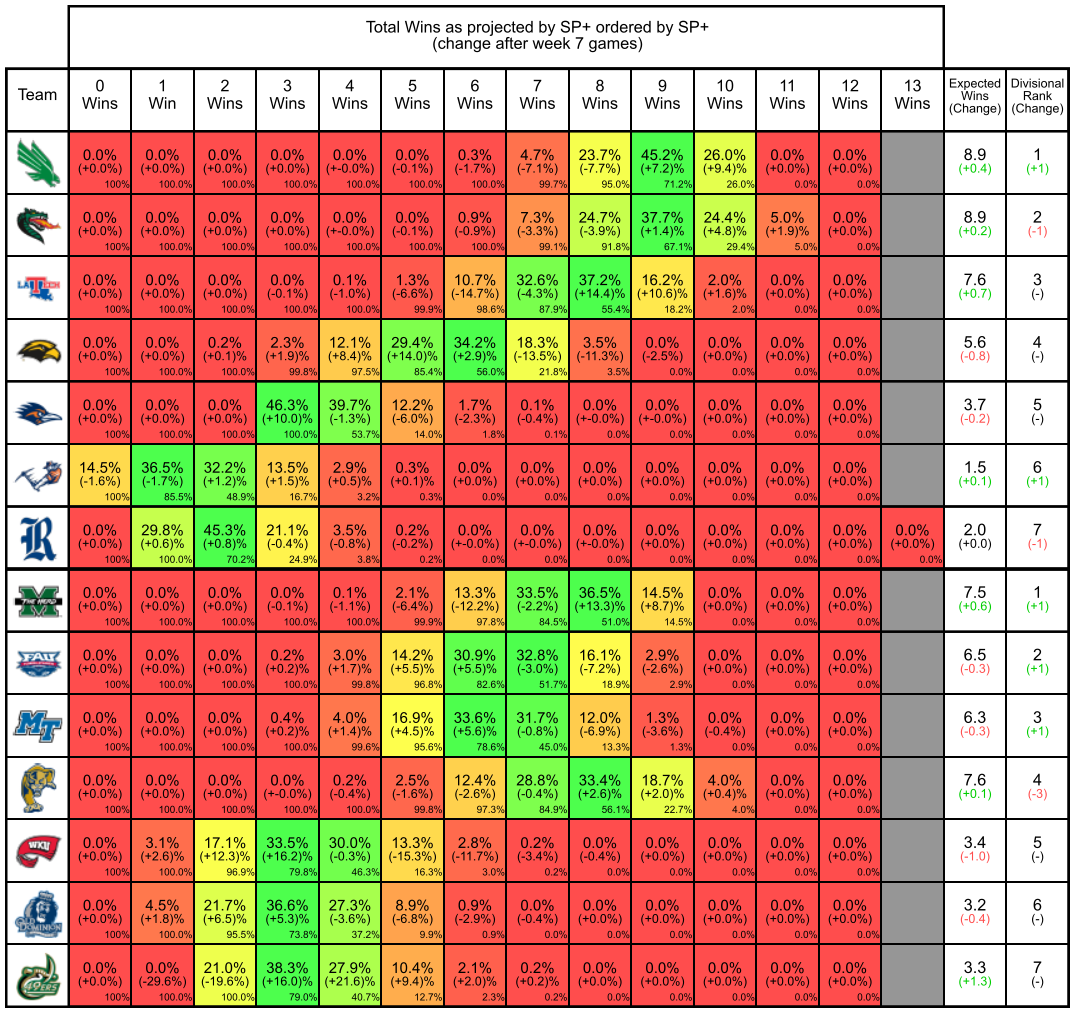 Total Wins as projected by SP+ ordered by SP+
(change after week 7 games)
Team 0 Wins 1 Win 2 Wins 3 Wins 4 Wins 5 Wins 6 Wins 7 Wins 8 Wins 9 Wins 10 Wins 11 Wins 12 Wins 13 Wins Expected Wins (Change) Divisional Rank (Change)
0.0% 0.0% 0.0% 0.0% 0.0% 0.0% 0.3% 4.7% 23.7% 45.2% 26.0% 0.0% 0.0% 8.9 1
(+0.0%) (+0.0%) (+0.0%) (+0.0%) (+-0.0%) (-0.1%) (-1.7%) (-7.1%) (-7.7%) (+7.2)% (+9.4)% (+0.0%) (+0.0%) (+0.4) (+1)
100% 100.0% 100.0% 100.0% 100.0% 100.0% 100.0% 99.7% 95.0% 71.2% 26.0% 0.0% 0.0%
0.0% 0.0% 0.0% 0.0% 0.0% 0.0% 0.9% 7.3% 24.7% 37.7% 24.4% 5.0% 0.0% 8.9 2
(+0.0%) (+0.0%) (+0.0%) (+0.0%) (+-0.0%) (-0.1%) (-0.9%) (-3.3%) (-3.9%) (+1.4)% (+4.8)% (+1.9)% (+0.0%) (+0.2) (-1)
100% 100.0% 100.0% 100.0% 100.0% 100.0% 100.0% 99.1% 91.8% 67.1% 29.4% 5.0% 0.0%
LA TECH
0.0% 0.0% 0.0% 0.0% 0.1% 1.3% 10.7% 32.6% 37.2% 16.2% 2.0% 0.0% 0.0% 7.6 3
(+0.0%) (+0.0%) (+0.0%) (-0.1%) (-1.0%) (-6.6%) (-14.7%) (-4.3%) (+14.4)% (+10.6)% (+1.6)% (+0.0%) (+0.0%) (+0.7) (-)
100% 100.0% 100.0% 100.0% 100.0% 99.9% 98.6% 87.9% 55.4% 18.2% 2.0% 0.0% 0.0%
0.0% 0.0% 0.2% 2.3% 12.1% 29.4% 34.2% 18.3% 3.5% 0.0% 0.0% 0.0% 0.0% 5.6 4
(+0.0%) (+0.0%) (+0.1)% (+1.9)% (+8.4)% (+14.0)% (+2.9)% (-13.5%) (-11.3%) (-2.5%) (+0.0%) (+0.0%) (+0.0%) (-0.8) (-)
100% 100.0% 100.0% 99.8% 97.5% 85.4% 56.0% 21.8% 3.5% 0.0% 0.0% 0.0% 0.0%
0.0% 0.0% 0.0% 46.3% 39.7% 12.2% 1.7% 0.1% 0.0% 0.0% 0.0% 0.0% 0.0% 3.7 5
(+0.0%) (+0.0%) (+0.0%) (+10.0)% (-1.3%) (-6.0%) (-2.3%) (-0.4%) (+-0.0%) (+-0.0%) (+0.0%) (+0.0%) (+0.0%) (-0.2) (-)
100% 100.0% 100.0% 100.0% 53.7% 14.0% 1.8% 0.1% 0.0% 0.0% 0.0% 0.0% 0.0%
14.5% 36.5% 32.2% 13.5% 2.9% 0.3% 0.0% 0.0% 0.0% 0.0% 0.0% 0.0% 0.0% 1.5 6
(-1.6%) (-1.7%) (+1.2)% (+1.5)% (+0.5)% (+0.1)% (+0.0%) (+0.0%) (+0.0%) (+0.0%) (+0.0%) (+0.0%) (+0.0%) (+0.1) (+1)
100% 85.5% 48.9% 16.7% 3.2% 0.3% 0.0% 0.0% 0.0% 0.0% 0.0% 0.0% 0.0%
R
0.0% 29.8% 45.3% 21.1% 3.5% 0.2% 0.0% 0.0% 0.0% 0.0% 0.0% 0.0% 0.0% 0.0% 2.0 7
(+0.0%) (+0.6)% (+0.8)% (-0.4%) (-0.8%) (-0.2%) (+-0.0%) (+-0.0%) (+-0.0%) (+0.0%) (+0.0%) (+0.0%) (+0.0%) (+0.0%) (+0.0) (-1)
100% 100.0% 70.2% 24.9% 3.8% 0.2% 0.0% 0.0% 0.0% 0.0% 0.0% 0.0% 0.0% 0.0%
THE HERD
0.0% 0.0% 0.0% 0.0% 0.1% 2.1% 13.3% 33.5% 36.5% 14.5% 0.0% 0.0% 0.0% 7.5 1
(+0.0%) (+0.0%) (+0.0%) (-0.1%) (-1.1%) (-6.4%) (-12.2%) (-2.2%) (+13.3)% (+8.7)% (+0.0%) (+0.0%) (+0.0%) (+0.6) (+1)
100% 100.0% 100.0% 100.0% 100.0% 99.9% 97.8% 84.5% 51.0% 14.5% 0.0% 0.0% 0.0%
FAU
0.0% 0.0% 0.0% 0.2% 3.0% 14.2% 30.9% 32.8% 16.1% 2.9% 0.0% 0.0% 0.0% 6.5 2
(+0.0%) (+0.0%) (+0.0%) (+0.2)% (+1.7)% (+5.5)% (+5.5)% (-3.0%) (-7.2%) (-2.6%) (+0.0%) (+0.0%) (+0.0%) (-0.3) (+1)
100% 100.0% 100.0% 100.0% 99.8% 96.8% 82.6% 51.7% 18.9% 2.9% 0.0% 0.0% 0.0%
MT
0.0% 0.0% 0.0% 0.4% 4.0% 16.9% 33.6% 31.7% 12.0% 1.3% 0.0% 0.0% 0.0% 6.3 3
(+0.0%) (+0.0%) (+0.0%) (+0.2)% (+1.4)% (+4.5)% (+5.6)% (-0.8%) (-6.9%) (-3.6%) (-0.4%) (+0.0%) (+0.0%) (-0.3) (+1)
100% 100.0% 100.0% 100.0% 99.6% 95.6% 78.6% 45.0% 13.3% 1.3% 0.0% 0.0% 0.0%
0.0% 0.0% 0.0% 0.0% 0.2% 2.5% 12.4% 28.8% 33.4% 18.7% 4.0% 0.0% 0.0% 7.6 4
(+0.0%) (+0.0%) (+0.0%) (+-0.0%) (-0.4%) (-1.6%) (-2.6%) (-0.4%) (+2.6)% (+2.0)% (+0.4)% (+0.0%) (+0.0%) (+0.1) (-3)
100% 100.0% 100.0% 100.0% 100.0% 99.8% 97.3% 84.9% 56.1% 22.7% 4.0% 0.0% 0.0%
WKU
0.0% 3.1% 17.1% 33.5% 30.0% 13.3% 2.8% 0.2% 0.0% 0.0% 0.0% 0.0% 0.0% 3.4 5
(+0.0%) (+2.6)% (+12.3)% (+16.2)% (-0.3%) (-15.3%) (-11.7%) (-3.4%) (-0.4%) (+0.0%) (+0.0%) (+0.0%) (+0.0%) (-1.0) (-)
100% 100.0% 96.9% 79.8% 46.3% 16.3% 3.0% 0.2% 0.0% 0.0% 0.0% 0.0% 0.0%
DOMINION
0.0% 4.5% 21.7% 36.6% 27.3% 8.9% 0.9% 0.0% 0.0% 0.0% 0.0% 0.0% 0.0% 3.2 6
(+0.0%) (+1.8)% (+6.5)% (+5.3)% (-3.6%) (-6.8%) (-2.9%) (-0.4%) (+0.0%) (+0.0%) (+0.0%) (+0.0%) (+0.0%) (-0.4) (-)
100% 100.0% 95.5% 73.8% 37.2% 9.9% 0.9% 0.0% 0.0% 0.0% 0.0% 0.0% 0.0%
49ERS
0.0% 0.0% 21.0% 38.3% 27.9% 10.4% 2.1% 0.2% 0.0% 0.0% 0.0% 0.0% 0.0% 3.3 7
(+0.0%) (-29.6%) (-19.6%) (+16.0)% (+21.6)% (+9.4)% (+2.0)% (+0.2)% (+0.0%) (+0.0%) (+0.0%) (+0.0%) (+0.0%) (+1.3) (-)
100% 100.0% 100.0% 79.0% 40.7% 12.7% 2.3% 0.2% 0.0% 0.0% 0.0% 0.0% 0.0%